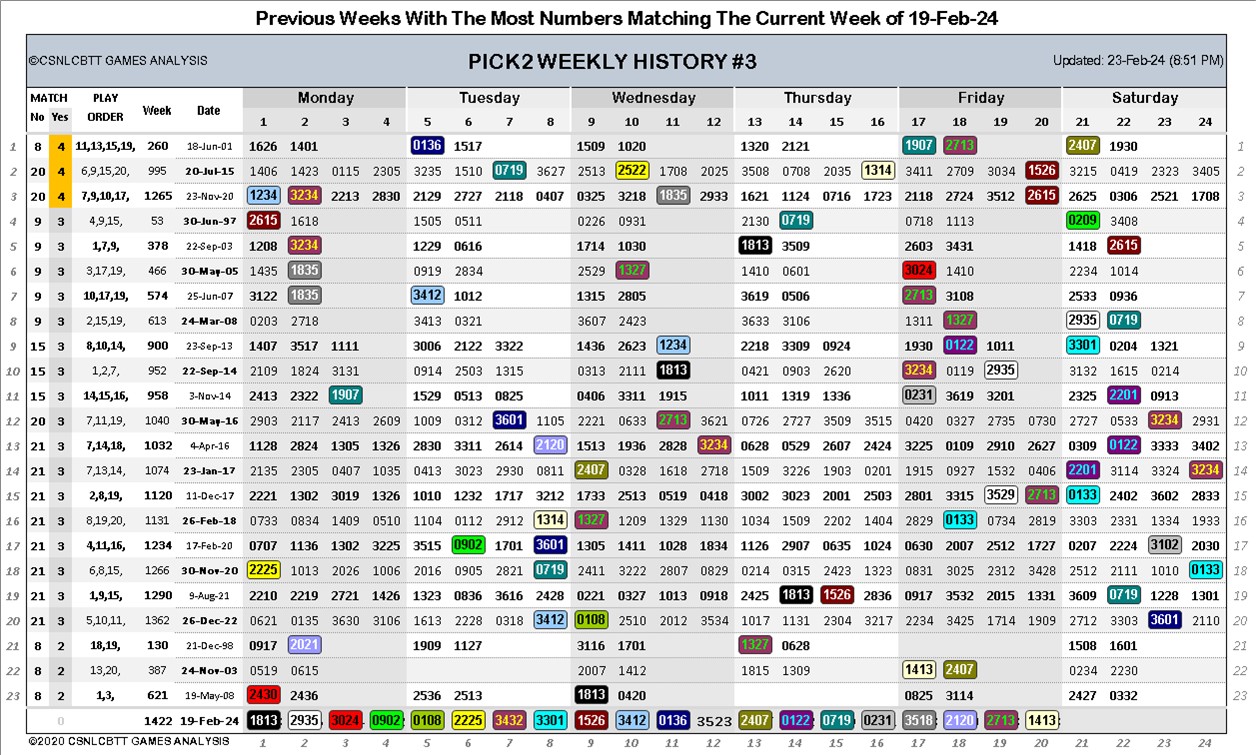 Previous Weeks With The Most Numbers Matching The Current Week of 19-Feb-24
©CSNLCBTT GAMES ANALYSIS PICK2 WEEKLY HISTORY #3 Updated: 23-Feb-24 (8:51 PM)
MATCH PLAY Week Date Monday Tuesday Wednesday Thursday Friday Saturday
No Yes ORDER 1 2 3 4 5 6 7 8 9 10 11 12 13 14 15 16 17 18 19 20 21 22 23 24
1 8 4 11,13,15,19, 260 18-Jun-01 1626 1401 0136 1517 1509 1020 1320 2121 1907 2713 2407 1930 1
2 20 4 6,9,15,20, 995 20-Jul-15 1406 1423 0115 2305 3235 1510 0719 3627 2513 2522 1708 2025 3508 0708 2035 1314 3411 2709 3034 1526 3215 0419 2323 3405 2
3 20 4 7,9,10,17, 1265 23-Nov-20 1234 3234 2213 2830 2129 2727 2118 0407 0325 3218 1835 2933 1621 1124 0716 1723 2118 2724 3512 2615 2625 0306 2521 1708 3
4 9 3 4,9,15, 53 30-Jun-97 2615 1618 1505 0511 0226 0931 2130 0719 0718 1113 0209 3408 4
5 9 3 1,7,9, 378 22-Sep-03 1208 3234 1229 0616 1714 1030 1813 3509 2603 3431 1418 2615 5
6 9 3 3,17,19, 466 30-May-05 1435 1835 0919 2834 2529 1327 1410 0601 3024 1410 2234 1014 6
7 9 3 10,17,19, 574 25-Jun-07 3122 1835 3412 1012 1315 2805 3619 0506 2713 3108 2533 0936 7
8 9 3 2,15,19, 613 24-Mar-08 0203 2718 3413 0321 3607 2423 3633 3106 1311 1327 2935 0719 8
9 15 3 8,10,14, 900 23-Sep-13 1407 3517 1111 3006 2122 3322 1436 2623 1234 2218 3309 0924 1930 0122 1011 3301 0204 1321 9
10 15 3 1,2,7, 952 22-Sep-14 2109 1824 3131 0914 2503 1315 0313 2111 1813 0421 0903 2620 3234 0119 2935 3132 1615 0214 10
11 15 3 14,15,16, 958 3-Nov-14 2413 2322 1907 1529 0513 0825 0406 3311 1915 1011 1319 1336 0231 3619 3201 2325 2201 0913 11
12 20 3 7,11,19, 1040 30-May-16 2903 2117 2413 2609 1009 2312 3601 1105 2221 0633 2713 3621 0726 2727 3509 3515 0420 0327 2735 0730 2727 0533 3234 2931 12
13 21 3 7,14,18, 1032 4-Apr-16 1128 2824 1305 1326 2830 3311 2614 2120 1513 1936 2828 3234 0628 0529 2607 2424 3225 0109 2910 2627 0309 0122 3333 3402 13
14 21 3 7,13,14, 1074 23-Jan-17 2135 2305 0407 1035 0413 3023 2930 0811 2407 0328 1618 2718 1509 3226 1903 0201 1915 0927 1532 0406 2201 3114 3324 3234 14
15 21 3 2,8,19, 1120 11-Dec-17 2221 1302 3019 1326 1010 1232 1717 3212 1733 2513 0519 0418 3002 3023 2001 2503 2801 3315 3529 2713 0133 2402 3602 2833 15
16 21 3 8,19,20, 1131 26-Feb-18 0733 0834 1409 0510 1104 0112 2912 1314 1327 1209 1329 1130 1034 1509 2202 1404 2829 0133 0734 2819 3303 2331 1334 1933 16
17 21 3 4,11,16, 1234 17-Feb-20 0707 1136 1302 3225 3515 0902 1701 3601 1305 1411 1028 1834 1126 2907 0635 1024 0630 2007 2512 1727 0207 2224 3102 2030 17
18 21 3 6,8,15, 1266 30-Nov-20 2225 1013 2026 1006 2016 0905 2821 0719 2411 3222 2807 0829 0214 0315 2423 1323 0831 3025 2312 3428 2512 2111 1010 0133 18
19 21 3 1,9,15, 1290 9-Aug-21 2210 2219 2721 1426 1323 0836 3616 2428 0221 0327 1013 0918 2425 1813 1526 2836 0917 3532 2015 1331 3609 0719 1228 1301 19
20 21 3 5,10,11, 1362 26-Dec-22 0621 0135 3630 3106 1613 2228 0318 3412 0108 2510 2012 3534 1017 1131 2304 3217 2234 3425 1714 1909 2712 3303 3601 2110 20
21 8 2 18,19, 130 21-Dec-98 0917 2021 1909 1127 3116 1701 1327 0628 1508 1601 21
22 8 2 13,20, 387 24-Nov-03 0519 0615 2007 1412 1815 1309 1413 2407 0234 2230 22
23 8 2 1,3, 621 19-May-08 2430 2436 2536 2513 1813 0420 0825 3114 2427 0332 23
0 1422 19-Feb-24 1813 2935 3024 0902 0108 2225 3432 3301 1526 3412 0136 3523 2407 0122 0719 0231 3518 2120 2713 1413
©2020 CSNLCBTT GAMES ANALYSIS 1 2 3 4 5 6 7 8 9 10 11 12 13 14 15 16 17 18 19 20 21 22 23 24